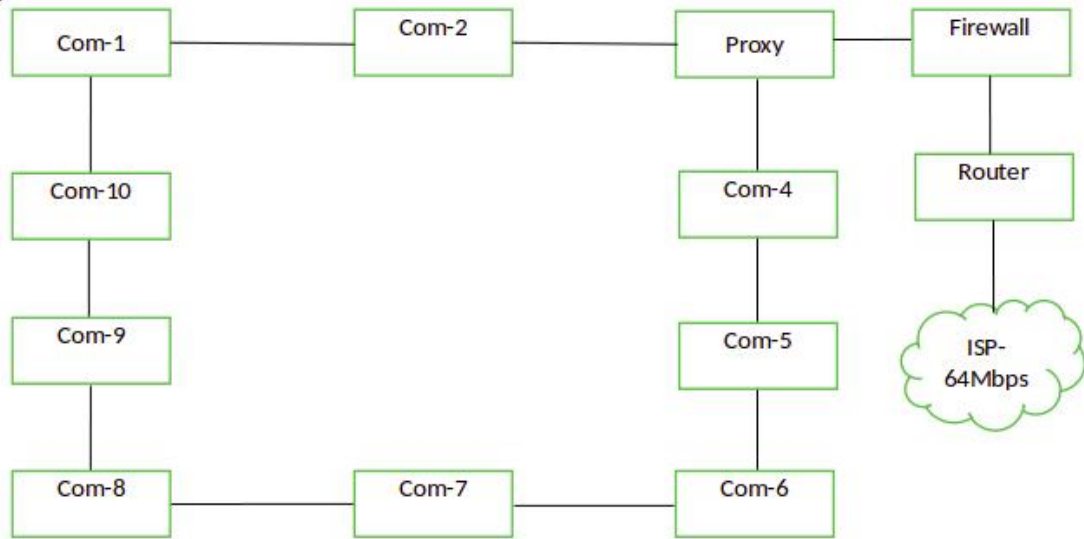 Com-1
Com-2
Proxy
Firewall
Com-10
Com-4
Router
Com-9
Com-5
ISP-
64Mbps
Com-8
Com-7
Com-6